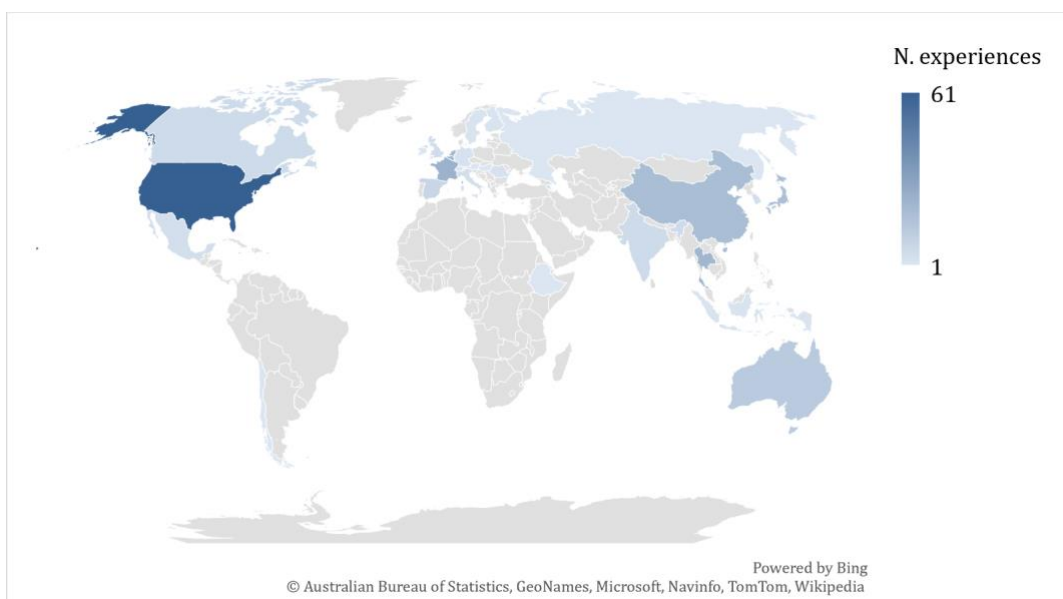 N. experiences
61
1
Powered by Bing
© Australian Bureau of Statistics, GeoNames, Microsoft, Navinfo, TomTom, Wikipedia